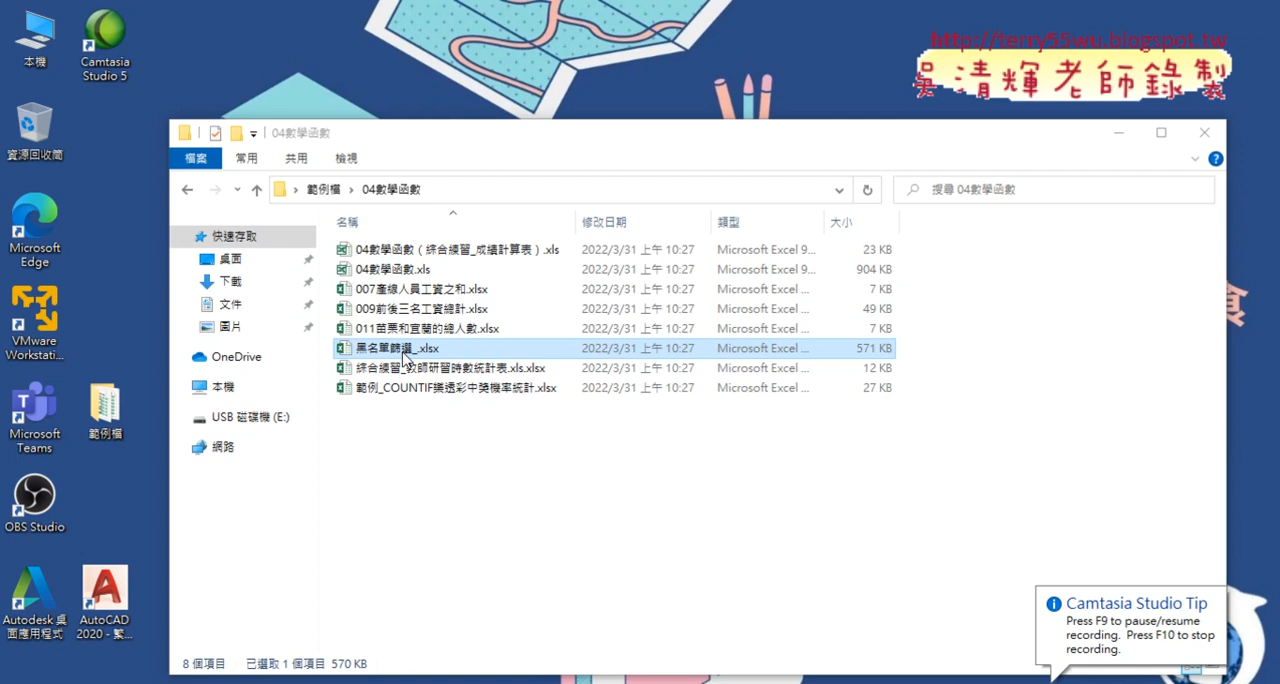 本機
Camtasia
Studio 5
資源回收筒
Microsoft
Edge
VMware
Workstati...
Microsoft
Teams
範例檔
OBS Studio
Autodesk 桌
面應用程式
AutoCAD
2020 - 繁...
http://terry55wu.blogspot.tw
吳清輝老師錄製
04數學函數
檔案
常用
共用
檢視
範例檔 › 04數學函數
搜尋 04數學函數
名稱
修改日期
類型
大小
快速存取
桌面
下載
文件
圖片
OneDrive
本機
USB 磁碟機 (E:)
網路
04數學函數（綜合練習_成績計算表）.xls 2022/3/31 上午 10:27 Microsoft Excel 9... 23 KB
04數學函數.xls 2022/3/31 上午 10:27 Microsoft Excel 9... 904 KB
007產線人員工資之和.xlsx 2022/3/31 上午 10:27 Microsoft Excel ... 7 KB
009前後三名工資總計.xlsx 2022/3/31 上午 10:27 Microsoft Excel ... 49 KB
011苗栗和宜蘭的總人數.xlsx 2022/3/31 上午 10:27 Microsoft Excel ... 7 KB
黑名單篩選_.xlsx 2022/3/31 上午 10:27 Microsoft Excel ... 571 KB
綜合練習_教師研習時數統計表.xls.xlsx 2022/3/31 上午 10:27 Microsoft Excel ... 12 KB
範例_COUNTIF樂透彩中獎機率統計.xlsx 2022/3/31 上午 10:27 Microsoft Excel ... 27 KB
食
Camtasia Studio Tip
Press F9 to pause/resume
recording. Press F10 to stop
recording.
8 個項目
已選取 1 個項目 570 KB